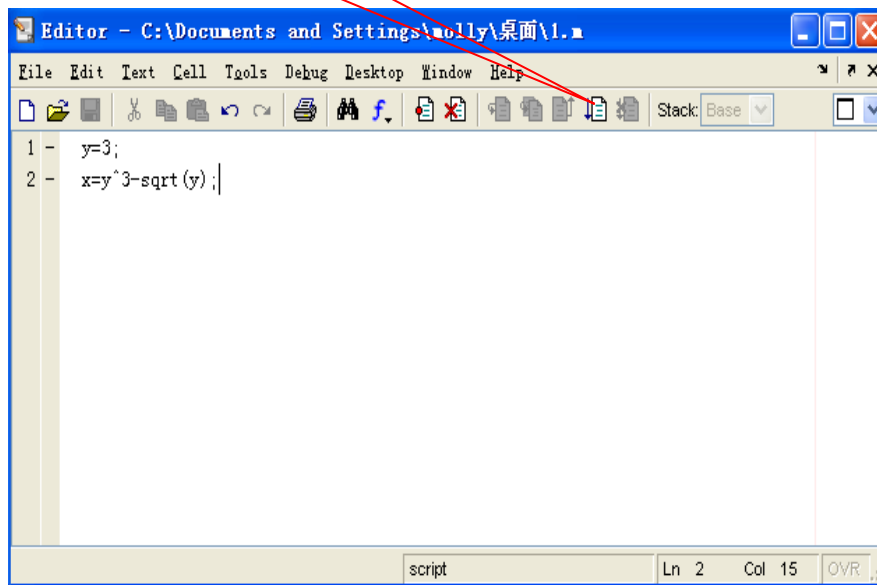 Editor - C:\Documents and Settings\molly\桌面\1.m
File Edit Text Cell Tools Debug Desktop Window Help
Stack: Base
1 - y=3;
2 - x=y^3-sqrt(y);
script Ln 2 Col 15 OVR